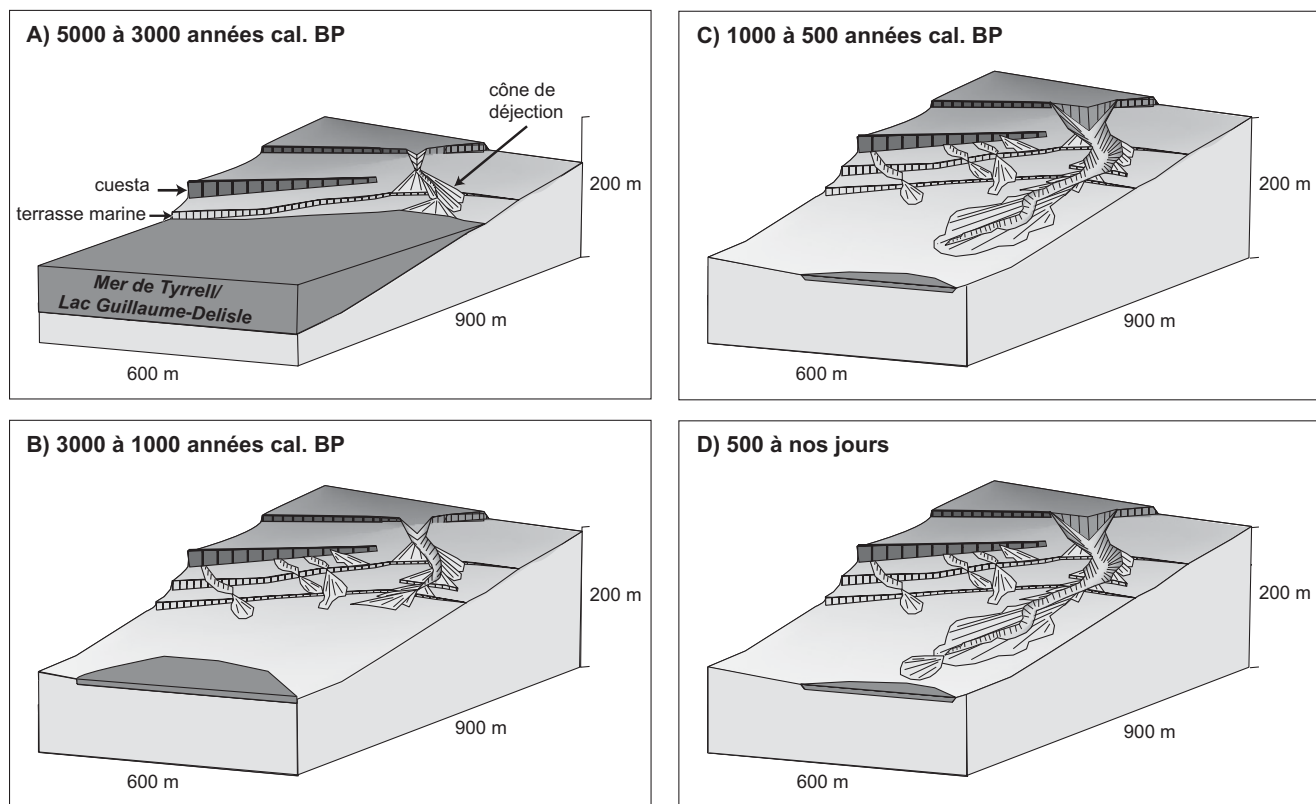 A) 5000 à 3000 années cal. BP
cône de
déjection
cuesta
terrasse marine
200 m
Mer de Tyrrell/
Lac Guillaume-Delisle
900 m
600 m
B) 3000 à 1000 années cal. BP
200 m
900 m
600 m
C) 1000 à 500 années cal. BP
200 m
900 m
600 m
D) 500 à nos jours
200 m
900 m
600 m